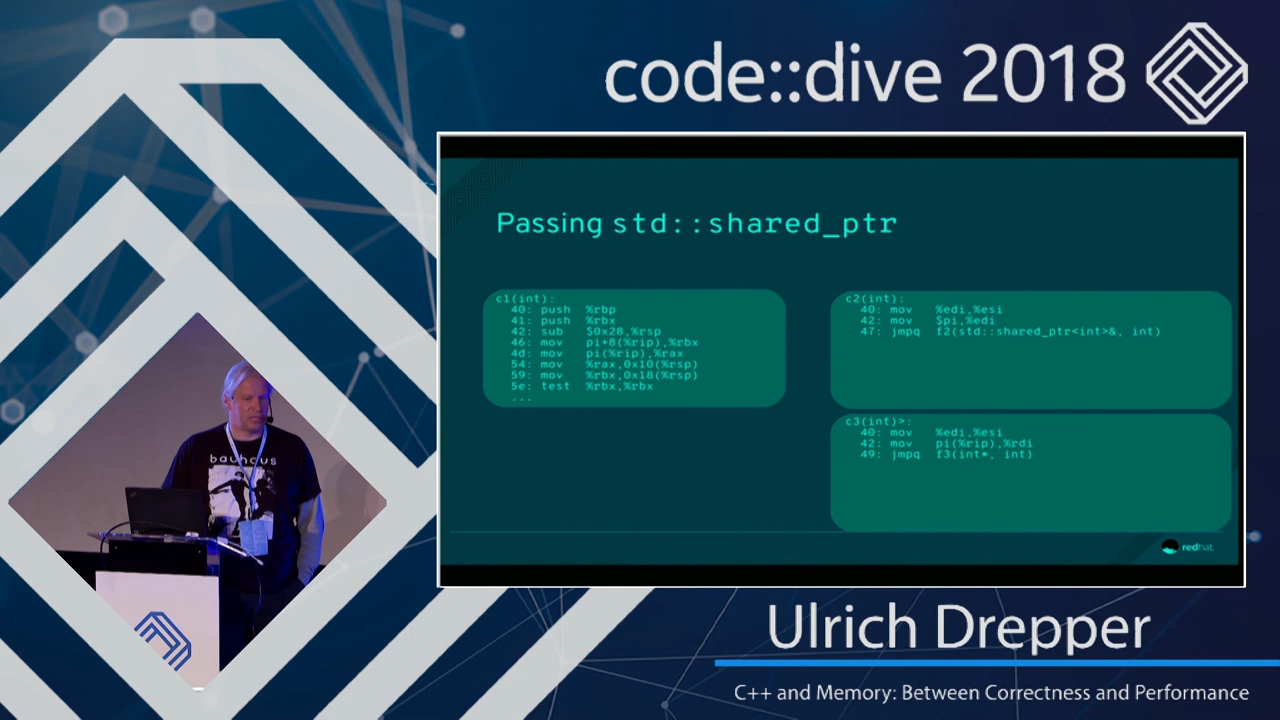 code::dive 2018
Passing std::shared_ptr
c1(int):
40: push %rbp
41: push %rbx
42: sub $0x28,%rsp
46: mov pi+8(%rip),%rbx
4d: mov pi(%rip),%rax
54: mov %rax,0x10(%rsp)
59: mov %rbx,0x18(%rsp)
5e: test %rbx,%rbx
...
c2(int):
40: mov %edi,%esi
42: mov $pi,%edi
47: jmpq f2(std::shared_ptr<int>&, int)
c3(int)>:
40: mov %edi,%esi
42: mov pi(%rip),%rdi
49: jmpq f3(int*, int)
redhat.
bauhaus
Ulrich Drepper
C++ and Memory: Between Correctness and Performance